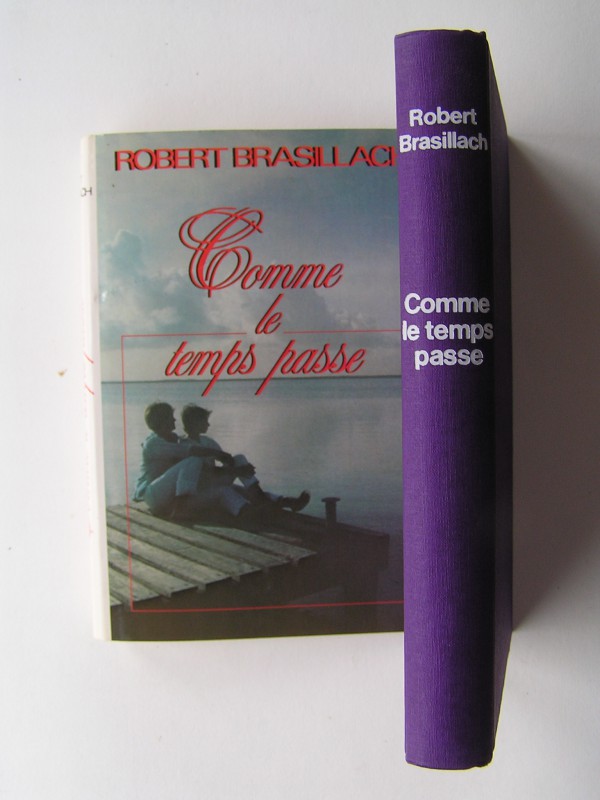 ROBERT BRASILLACH
Comme
le
temps passe
Robert
Brasillach
Comme
le temps
passe